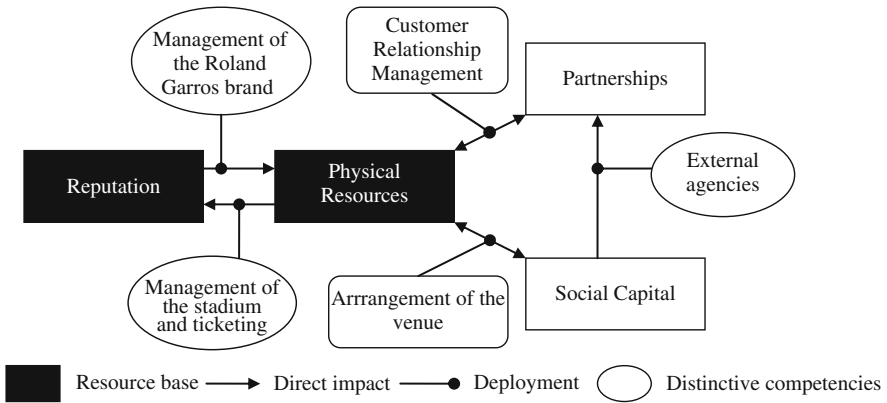 Management of
the Roland
Garros brand
Customer
Relationship
Management
Partnerships
Reputation
Physical
Resources
External
agencies
Management of
the stadium
and ticketing
Arrrangement of the
venue
Social Capital
Resource base
Direct impact
Deployment
Distinctive competencies